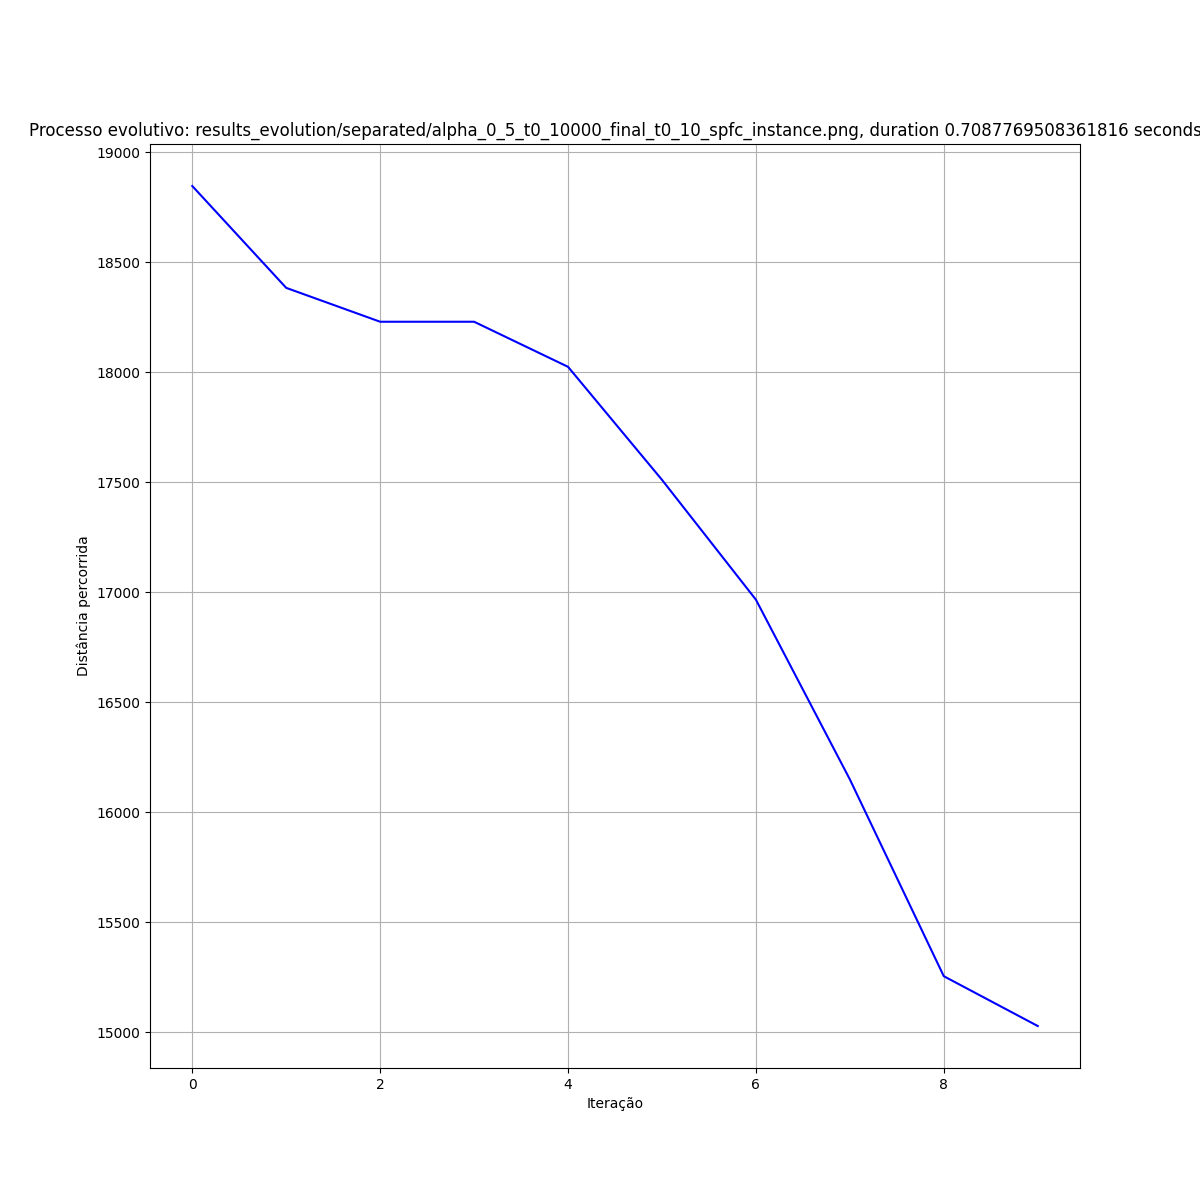 Processo evolutivo: results_evolution/separated/alpha_0_5_t0_10000_final_t0_10_spfc_instance.png, duration 0.7087769508361816 seconds
19000
18500
18000
17500
17000
16500
16000
15500
15000
Distância percorrida
0 2 4 6 8
Iteração